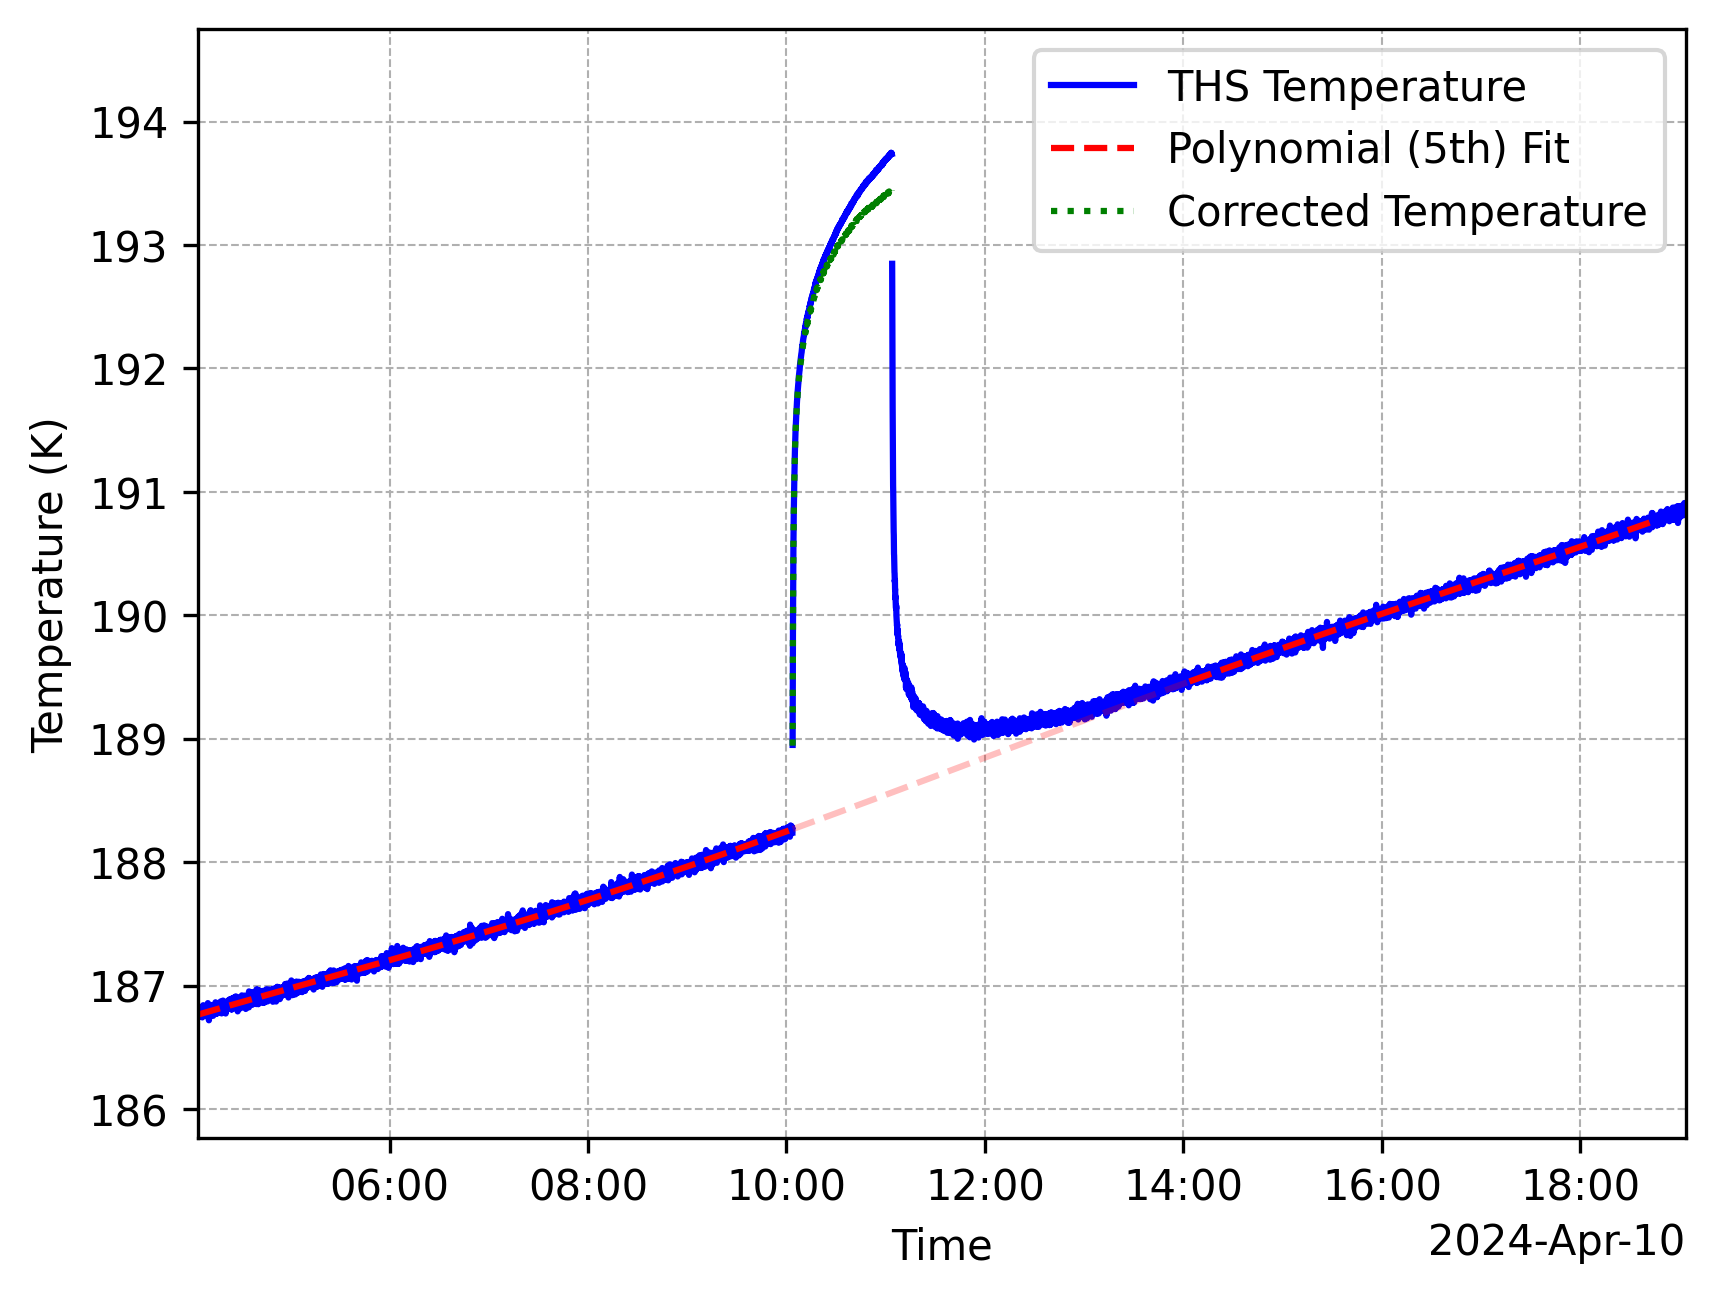 THS Temperature
Polynomial (5th) Fit
Corrected Temperature
194
193
192
191
190
189
188
187
186
Temperature (K)
06:00 08:00 10:00 12:00 14:00 16:00 18:00
Time
2024-Apr-10